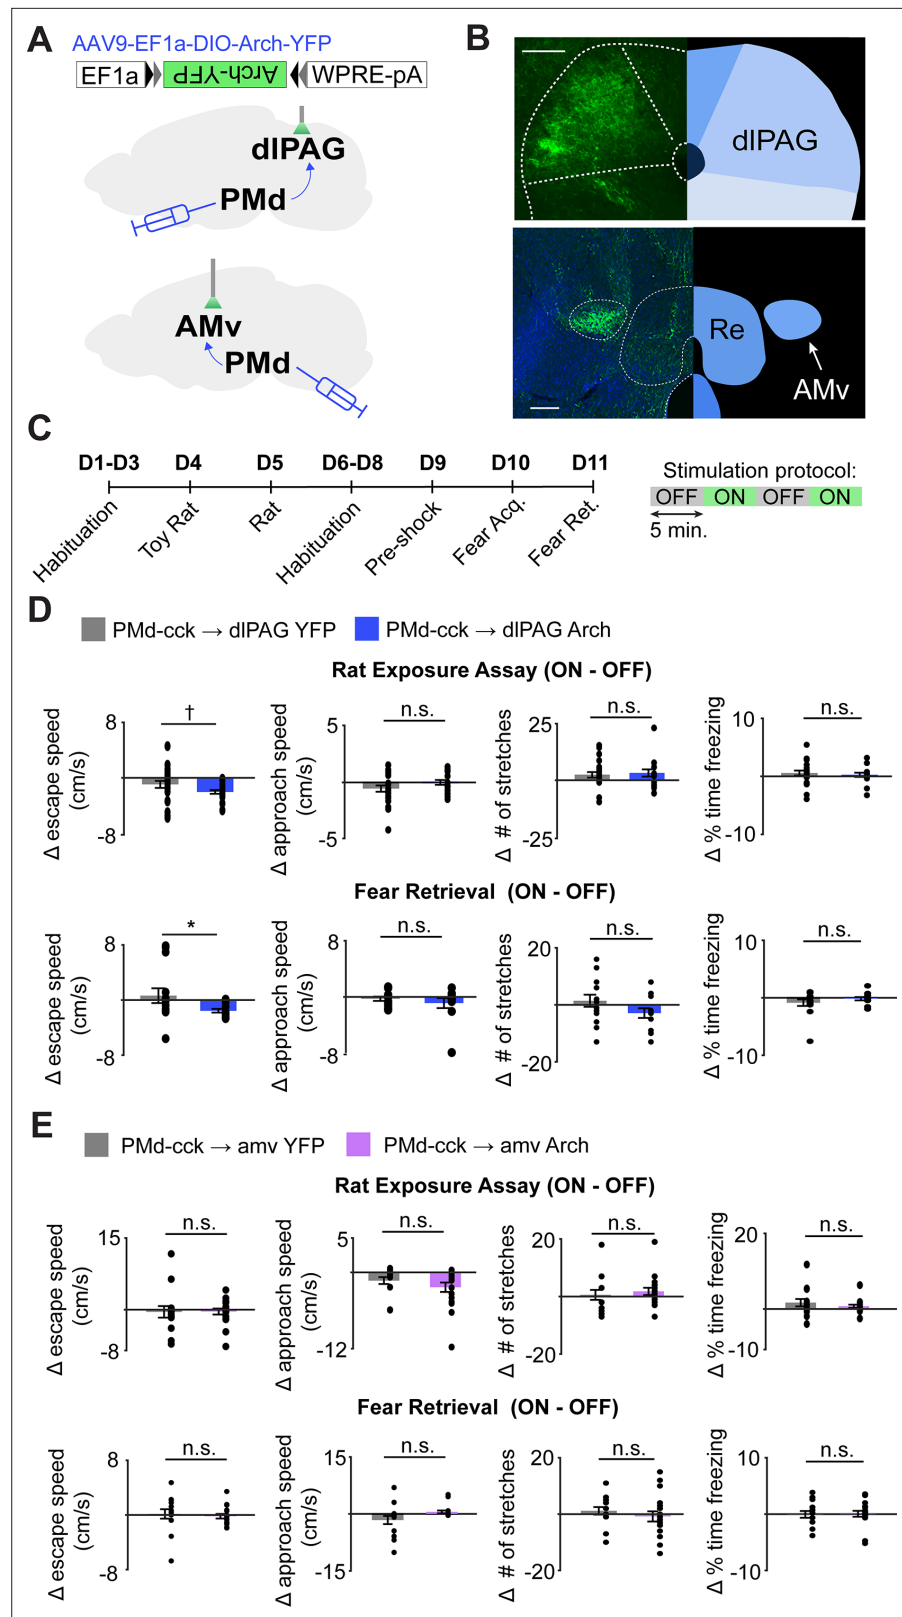 A
AAV9-EF1a-DIO-Arch-YFP
EF1a Arch-YFP WPRE-pA
dlPAG
PMd
AMv
PMd
B
dlPAG
Re
AMv
C
D1-D3 D4 D5 D6-D8 D9 D10 D11
Habituation Toy Rat Rat Habituation Pre-shock Fear Acq. Fear Ret.
Stimulation protocol:
OFF ON OFF ON
5 min.
D
PMd-cck → dlPAG YFP PMd-cck → dlPAG Arch
Rat Exposure Assay (ON - OFF)
Δ escape speed (cm/s) 8 -8 †
Δ approach speed (cm/s) 5 -5 n.s.
Δ # of stretches 25 -25 n.s.
Δ % time freezing 10 -10 n.s.
Fear Retrieval (ON - OFF)
Δ escape speed (cm/s) 8 -8 *
Δ approach speed (cm/s) 8 -8 n.s.
Δ # of stretches 20 -20 n.s.
Δ % time freezing 10 -10 n.s.
E
PMd-cck → amv YFP PMd-cck → amv Arch
Rat Exposure Assay (ON - OFF)
Δ escape speed (cm/s) 15 -8 n.s.
Δ approach speed (cm/s) 5 -12 n.s.
Δ # of stretches 20 -20 n.s.
Δ % time freezing 20 -10 n.s.
Fear Retrieval (ON - OFF)
Δ escape speed (cm/s) 8 -8 n.s.
Δ approach speed (cm/s) 15 -15 n.s.
Δ # of stretches 20 -20 n.s.
Δ % time freezing 10 -10 n.s.